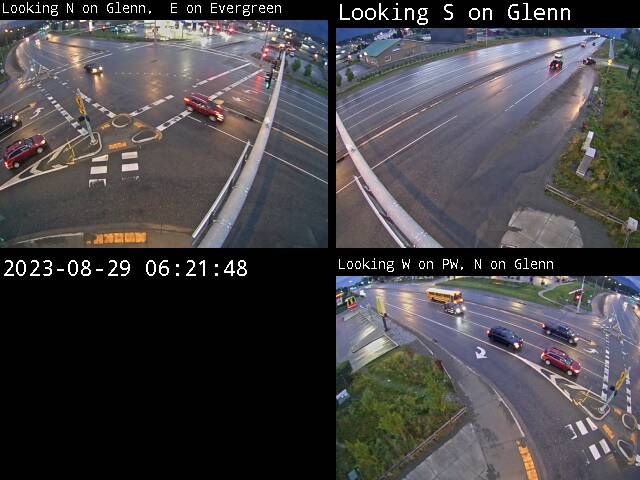 Looking N on Glenn,  E on Evergreen
Looking S on Glenn
2023-08-29 06:21:48
Looking W on PW, N on Glenn